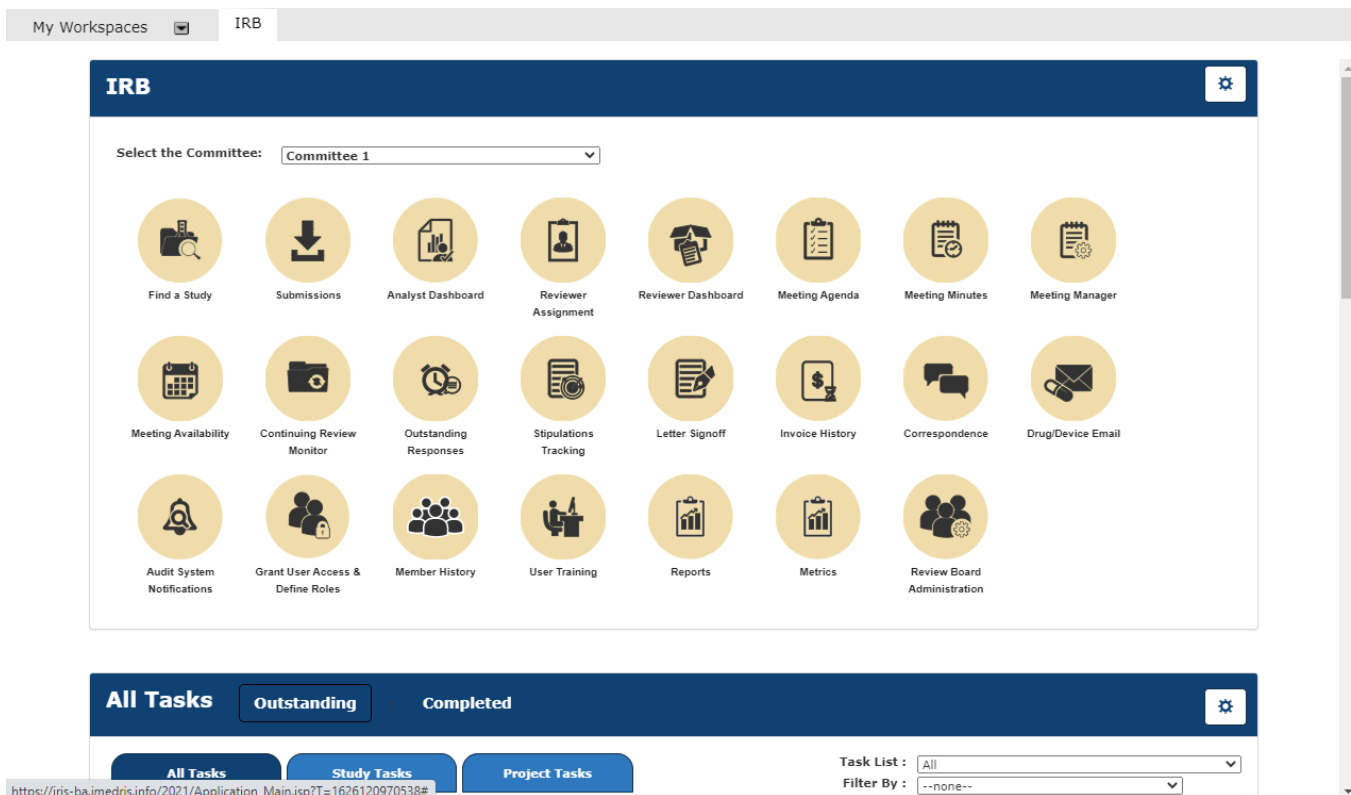 My Workspaces
IRB
IRB
Select the Committee:
Committee 1
Find a Study
Submissions
Analyst Dashboard
Reviewer
Assignment
Reviewer Dashboard
Meeting Agenda
Meeting Minutes
Meeting Manager
Meeting Availability
Continuing Review
Monitor
Outstanding
Responses
Stipulations
Tracking
Letter Signoff
Invoice History
Correspondence
Drug/Device Email
Audit System
Notifications
Grant User Access &
Define Roles
Member History
User Training
Reports
Metrics
Review Board
Administration
All Tasks
Outstanding
Completed
All Tasks
Study Tasks
Project Tasks
Task List :
All
Filter By :
--none--
https://iris-ba.imedris.info/2021/Application_Main.jsp?T=1626120970538#